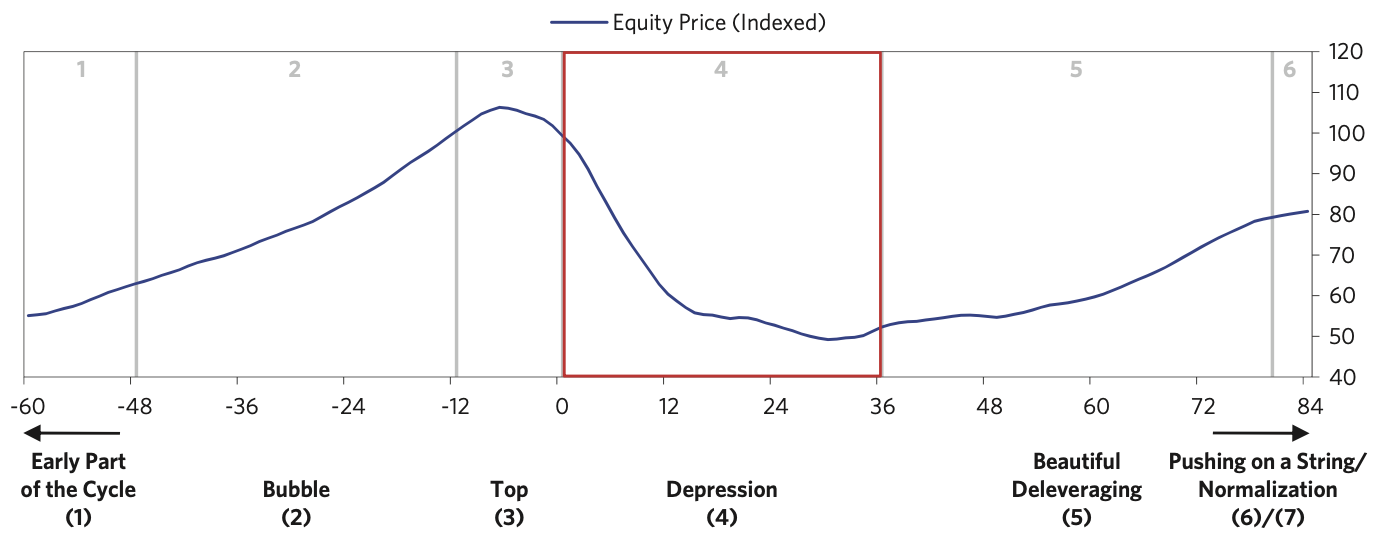 Equity Price (Indexed)
1 2 3 4 5 6
120
110
100
90
80
70
60
50
40
-60 -48 -36 -24 -12 0 12 24 36 48 60 72 84
Early Part
of the Cycle
(1)
Bubble
(2)
Top
(3)
Depression
(4)
Beautiful
Deleveraging
(5)
Pushing on a String/
Normalization
(6)/(7)